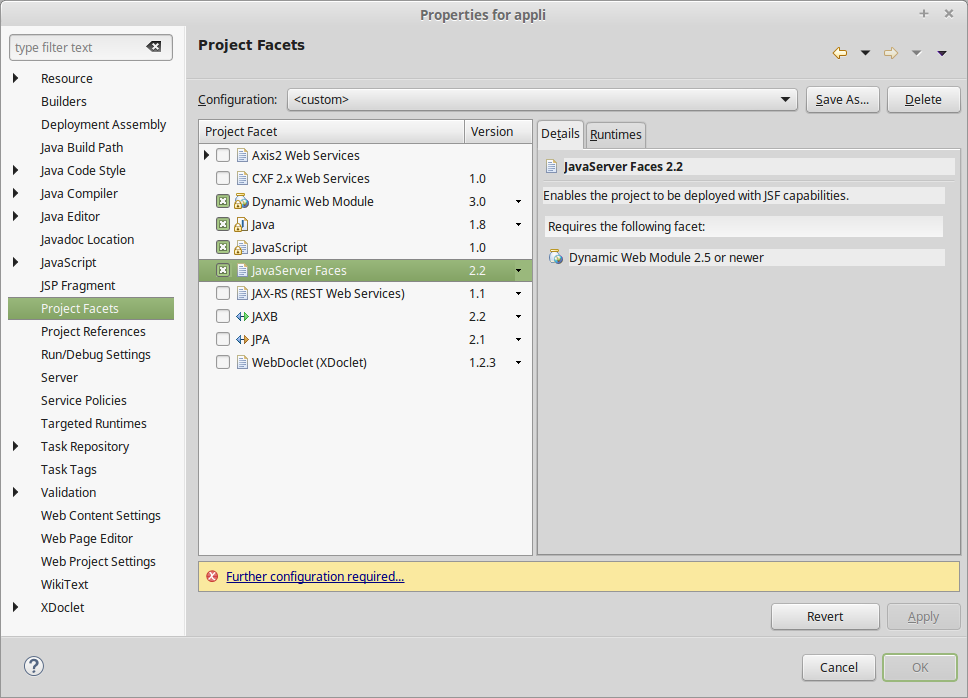 Properties for appli
type filter text
Resource
Builders
Deployment Assembly
Java Build Path
Java Code Style
Java Compiler
Java Editor
Javadoc Location
JavaScript
JSP Fragment
Project Facets
Project References
Run/Debug Settings
Server
Service Policies
Targeted Runtimes
Task Repository
Task Tags
Validation
Web Content Settings
Web Page Editor
Web Project Settings
WikiText
XDoclet
Project Facets
Configuration: <custom> Save As... Delete
Project Facet Version
Axis2 Web Services
CXF 2.x Web Services 1.0
Dynamic Web Module 3.0
Java 1.8
JavaScript 1.0
JavaServer Faces 2.2
JAX-RS (REST Web Services) 1.1
JAXB 2.2
JPA 2.1
WebDoclet (XDoclet) 1.2.3
Details Runtimes
JavaServer Faces 2.2
Enables the project to be deployed with JSF capabilities.
Requires the following facet:
Dynamic Web Module 2.5 or newer
Further configuration required...
Revert Apply
? Cancel OK